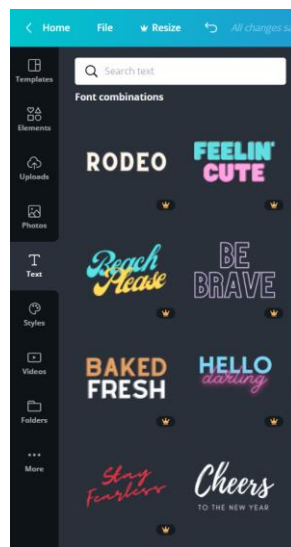 Home File Resize All changes sa
Templates
Elements
Uploads
Photos
Text
Styles
Videos
Folders
More
Search text
Font combinations
RODEO
FEELIN'
CUTE
Beach
Please
BE
BRAVE
BAKED
FRESH
HELLO
darling
Stay
Fearless
Cheers
TO THE NEW YEAR